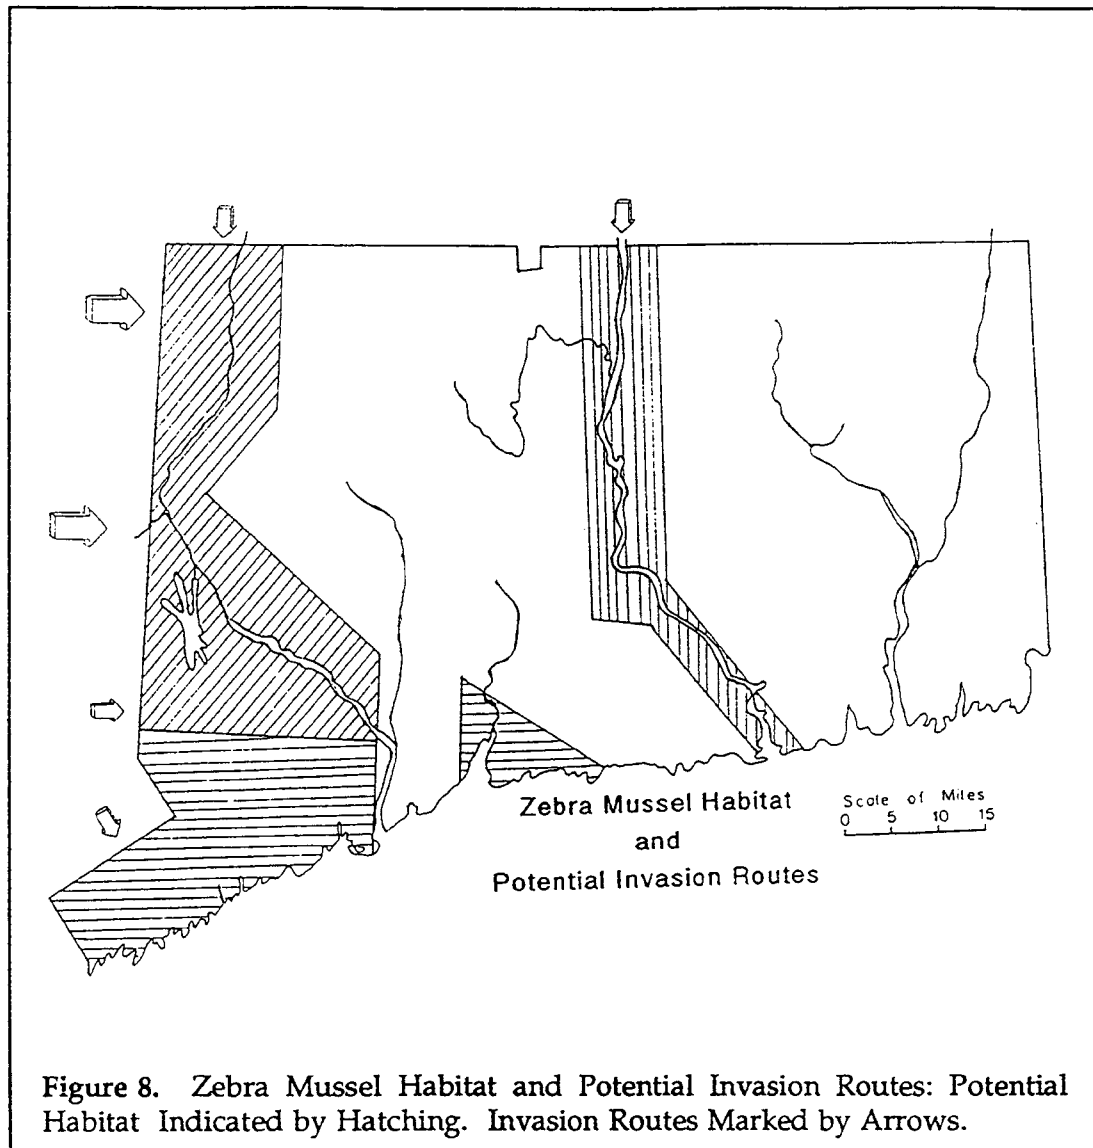 Zebra Mussel Habitat
and
Potential Invasion Routes
Scale of Miles
0 5 10 15
Figure 8. Zebra Mussel Habitat and Potential Invasion Routes: Potential
Habitat Indicated by Hatching. Invasion Routes Marked by Arrows.